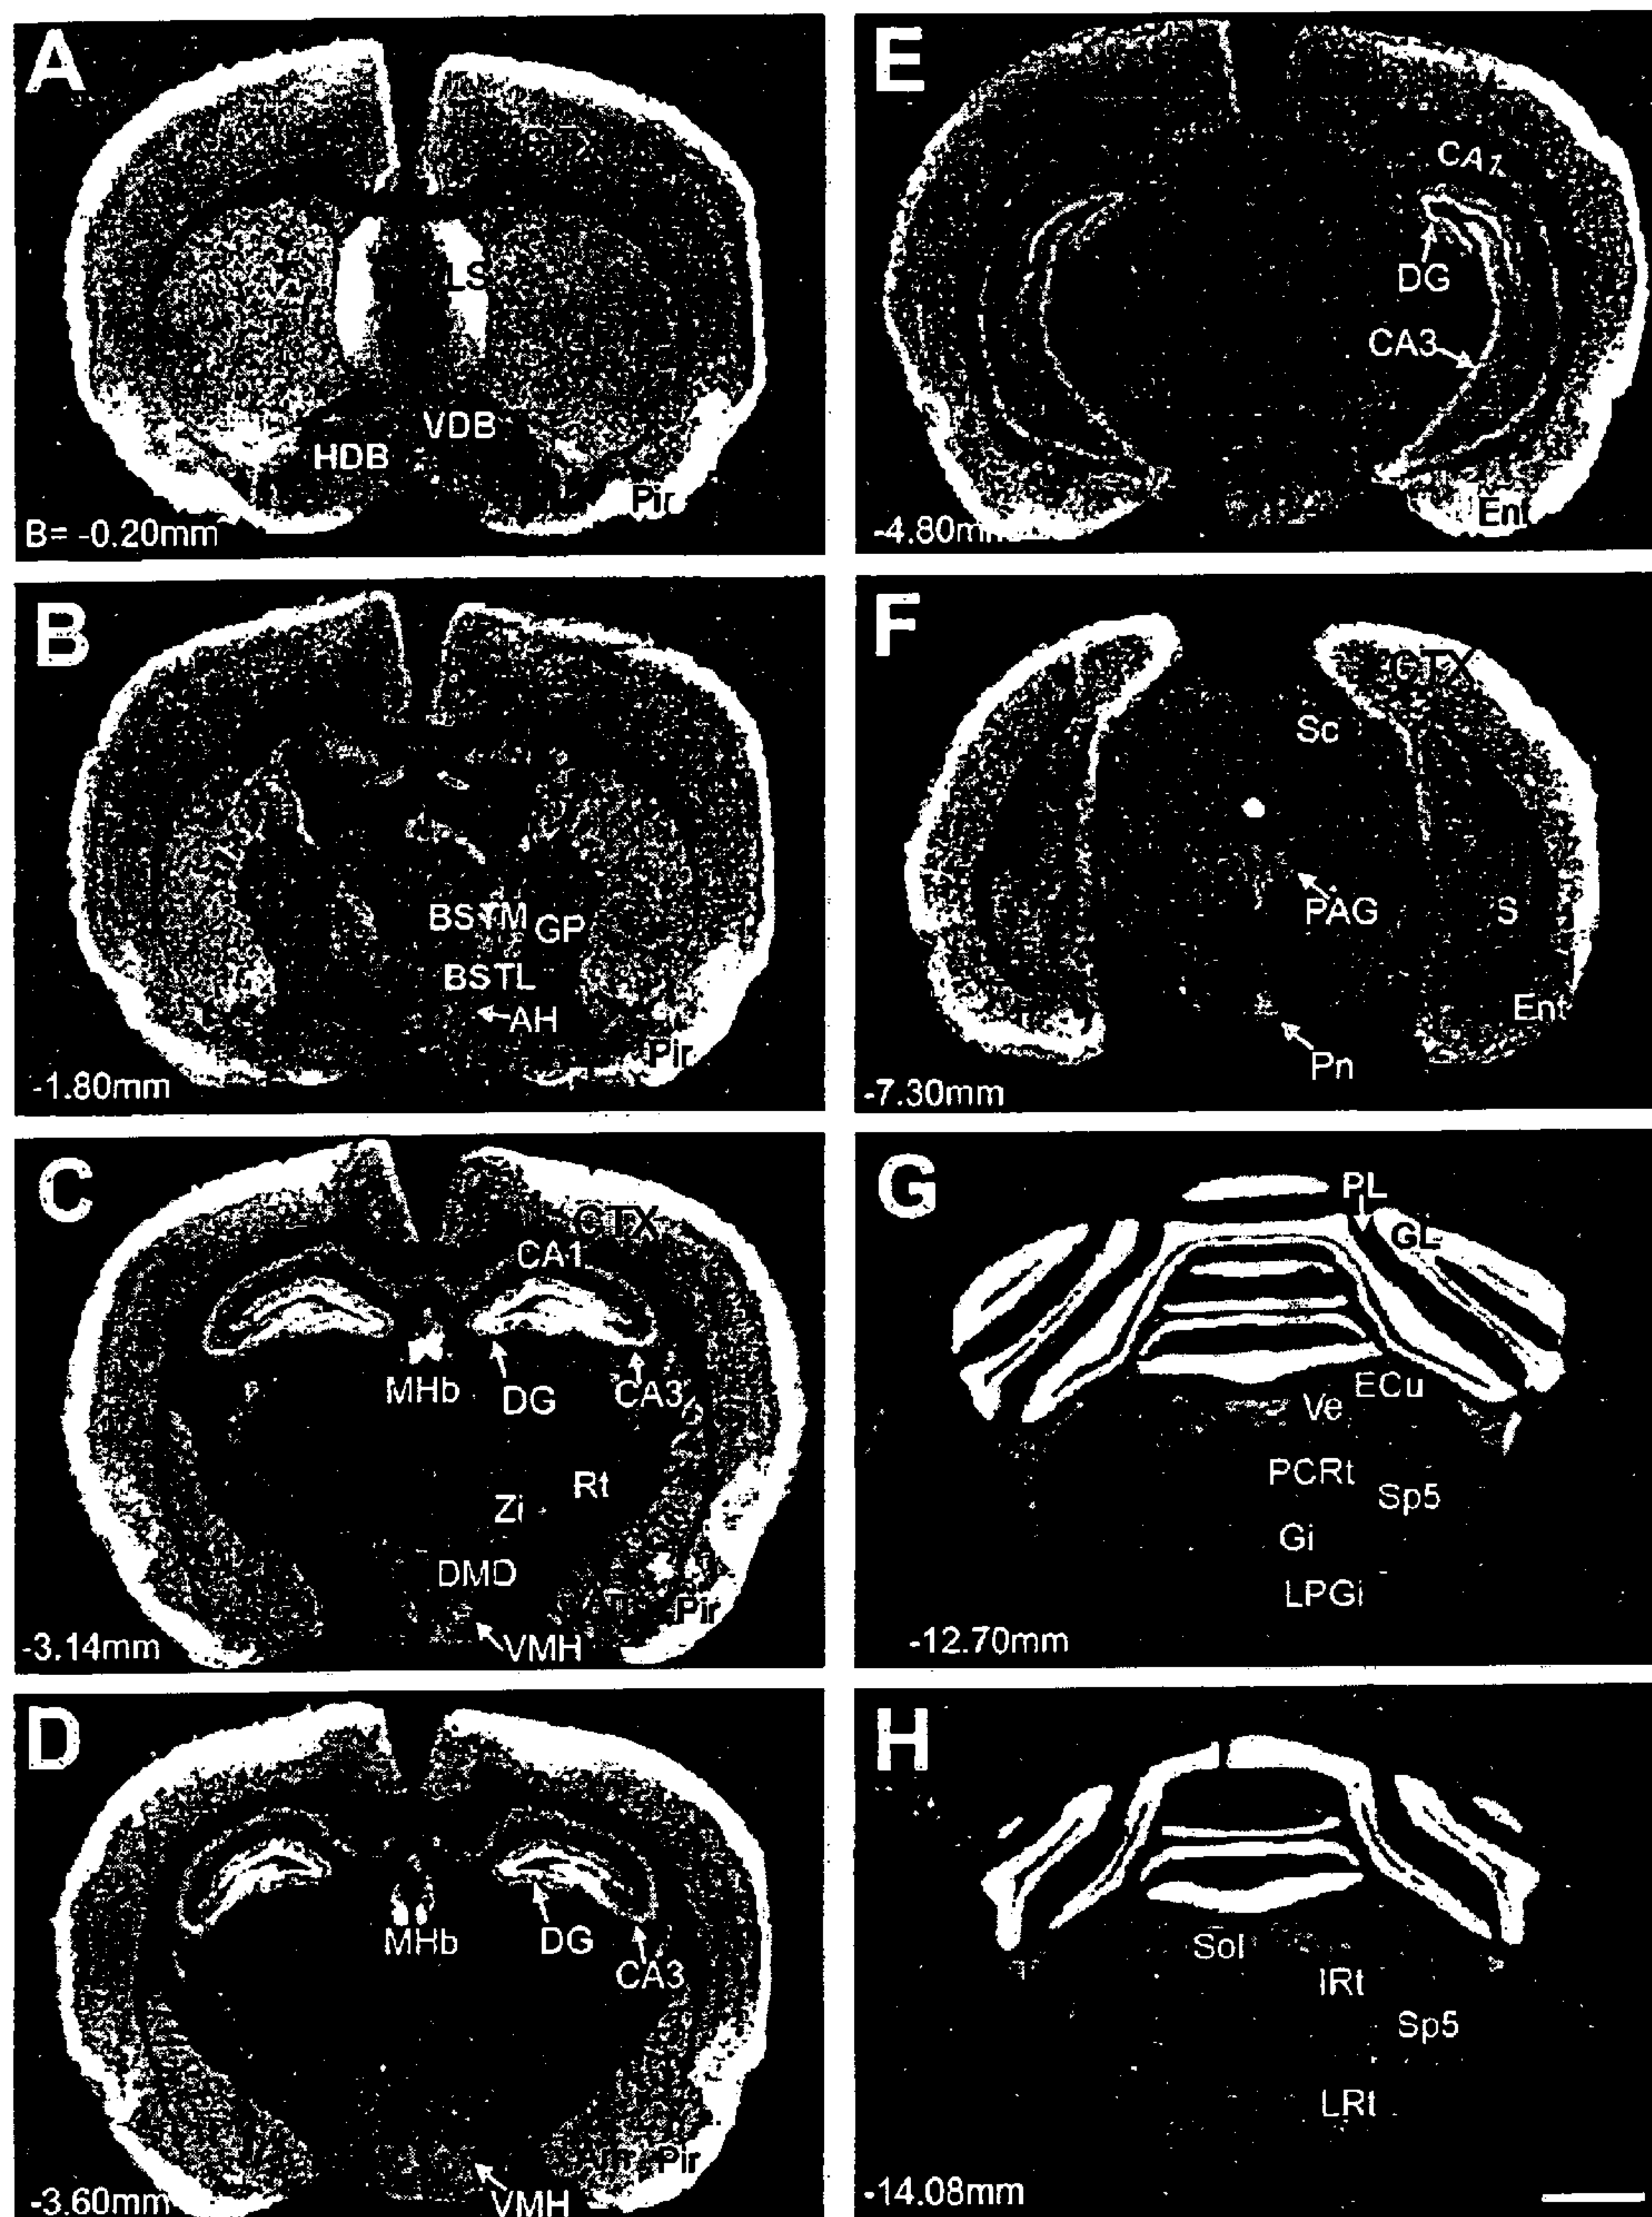 A
LS
VDB
HDB
Pir
B= -0.20mm
B
BSTM GP
BSTL
AH
Pir
-1.80mm
C
CTX
CA1
MHb
DG
CA3
Rt
Zi
DMD
Pir
VMH
-3.14mm
D
MHb
DG
CA3
Am Pir
VMH
-3.60mm
E
CA1
DG
CA3
Ent
-4.80mm
F
CTX
Sc
PAG
S
Ent
Pn
-7.30mm
G
PL
GL
ECu
Ve
PCRt
Sp5
Gi
LPGi
-12.70mm
H
Sol
IRt
Sp5
LRt
-14.08mm